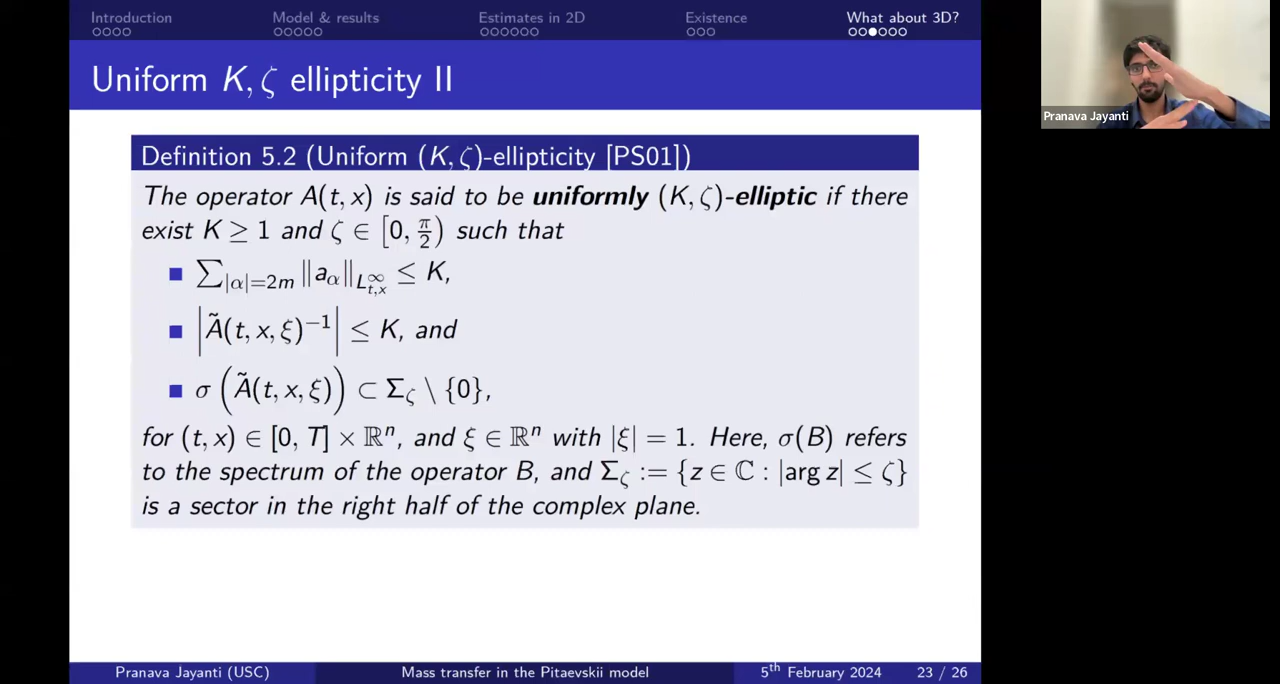 Introduction Model & results Estimates in 2D Existence What about 3D?
Uniform K, ζ ellipticity II
Definition 5.2 (Uniform (K, ζ)-ellipticity [PS01])
The operator A(t, x) is said to be uniformly (K, ζ)-elliptic if there
exist K ≥ 1 and ζ ∈ [0, π/2) such that
∑_{|α|=2m} ‖a_α‖_{L^∞_{t,x}} ≤ K,
|Ã(t, x, ξ)^{-1}| ≤ K, and
σ(Ã(t, x, ξ)) ⊂ Σ_ζ \ {0},
for (t, x) ∈ [0, T] × ℝⁿ, and ξ ∈ ℝⁿ with |ξ| = 1. Here, σ(B) refers
to the spectrum of the operator B, and Σ_ζ := {z ∈ ℂ : |arg z| ≤ ζ}
is a sector in the right half of the complex plane.
Pranava Jayanti (USC) Mass transfer in the Pitaevskii model 5th February 2024 23 / 26
Pranava Jayanti